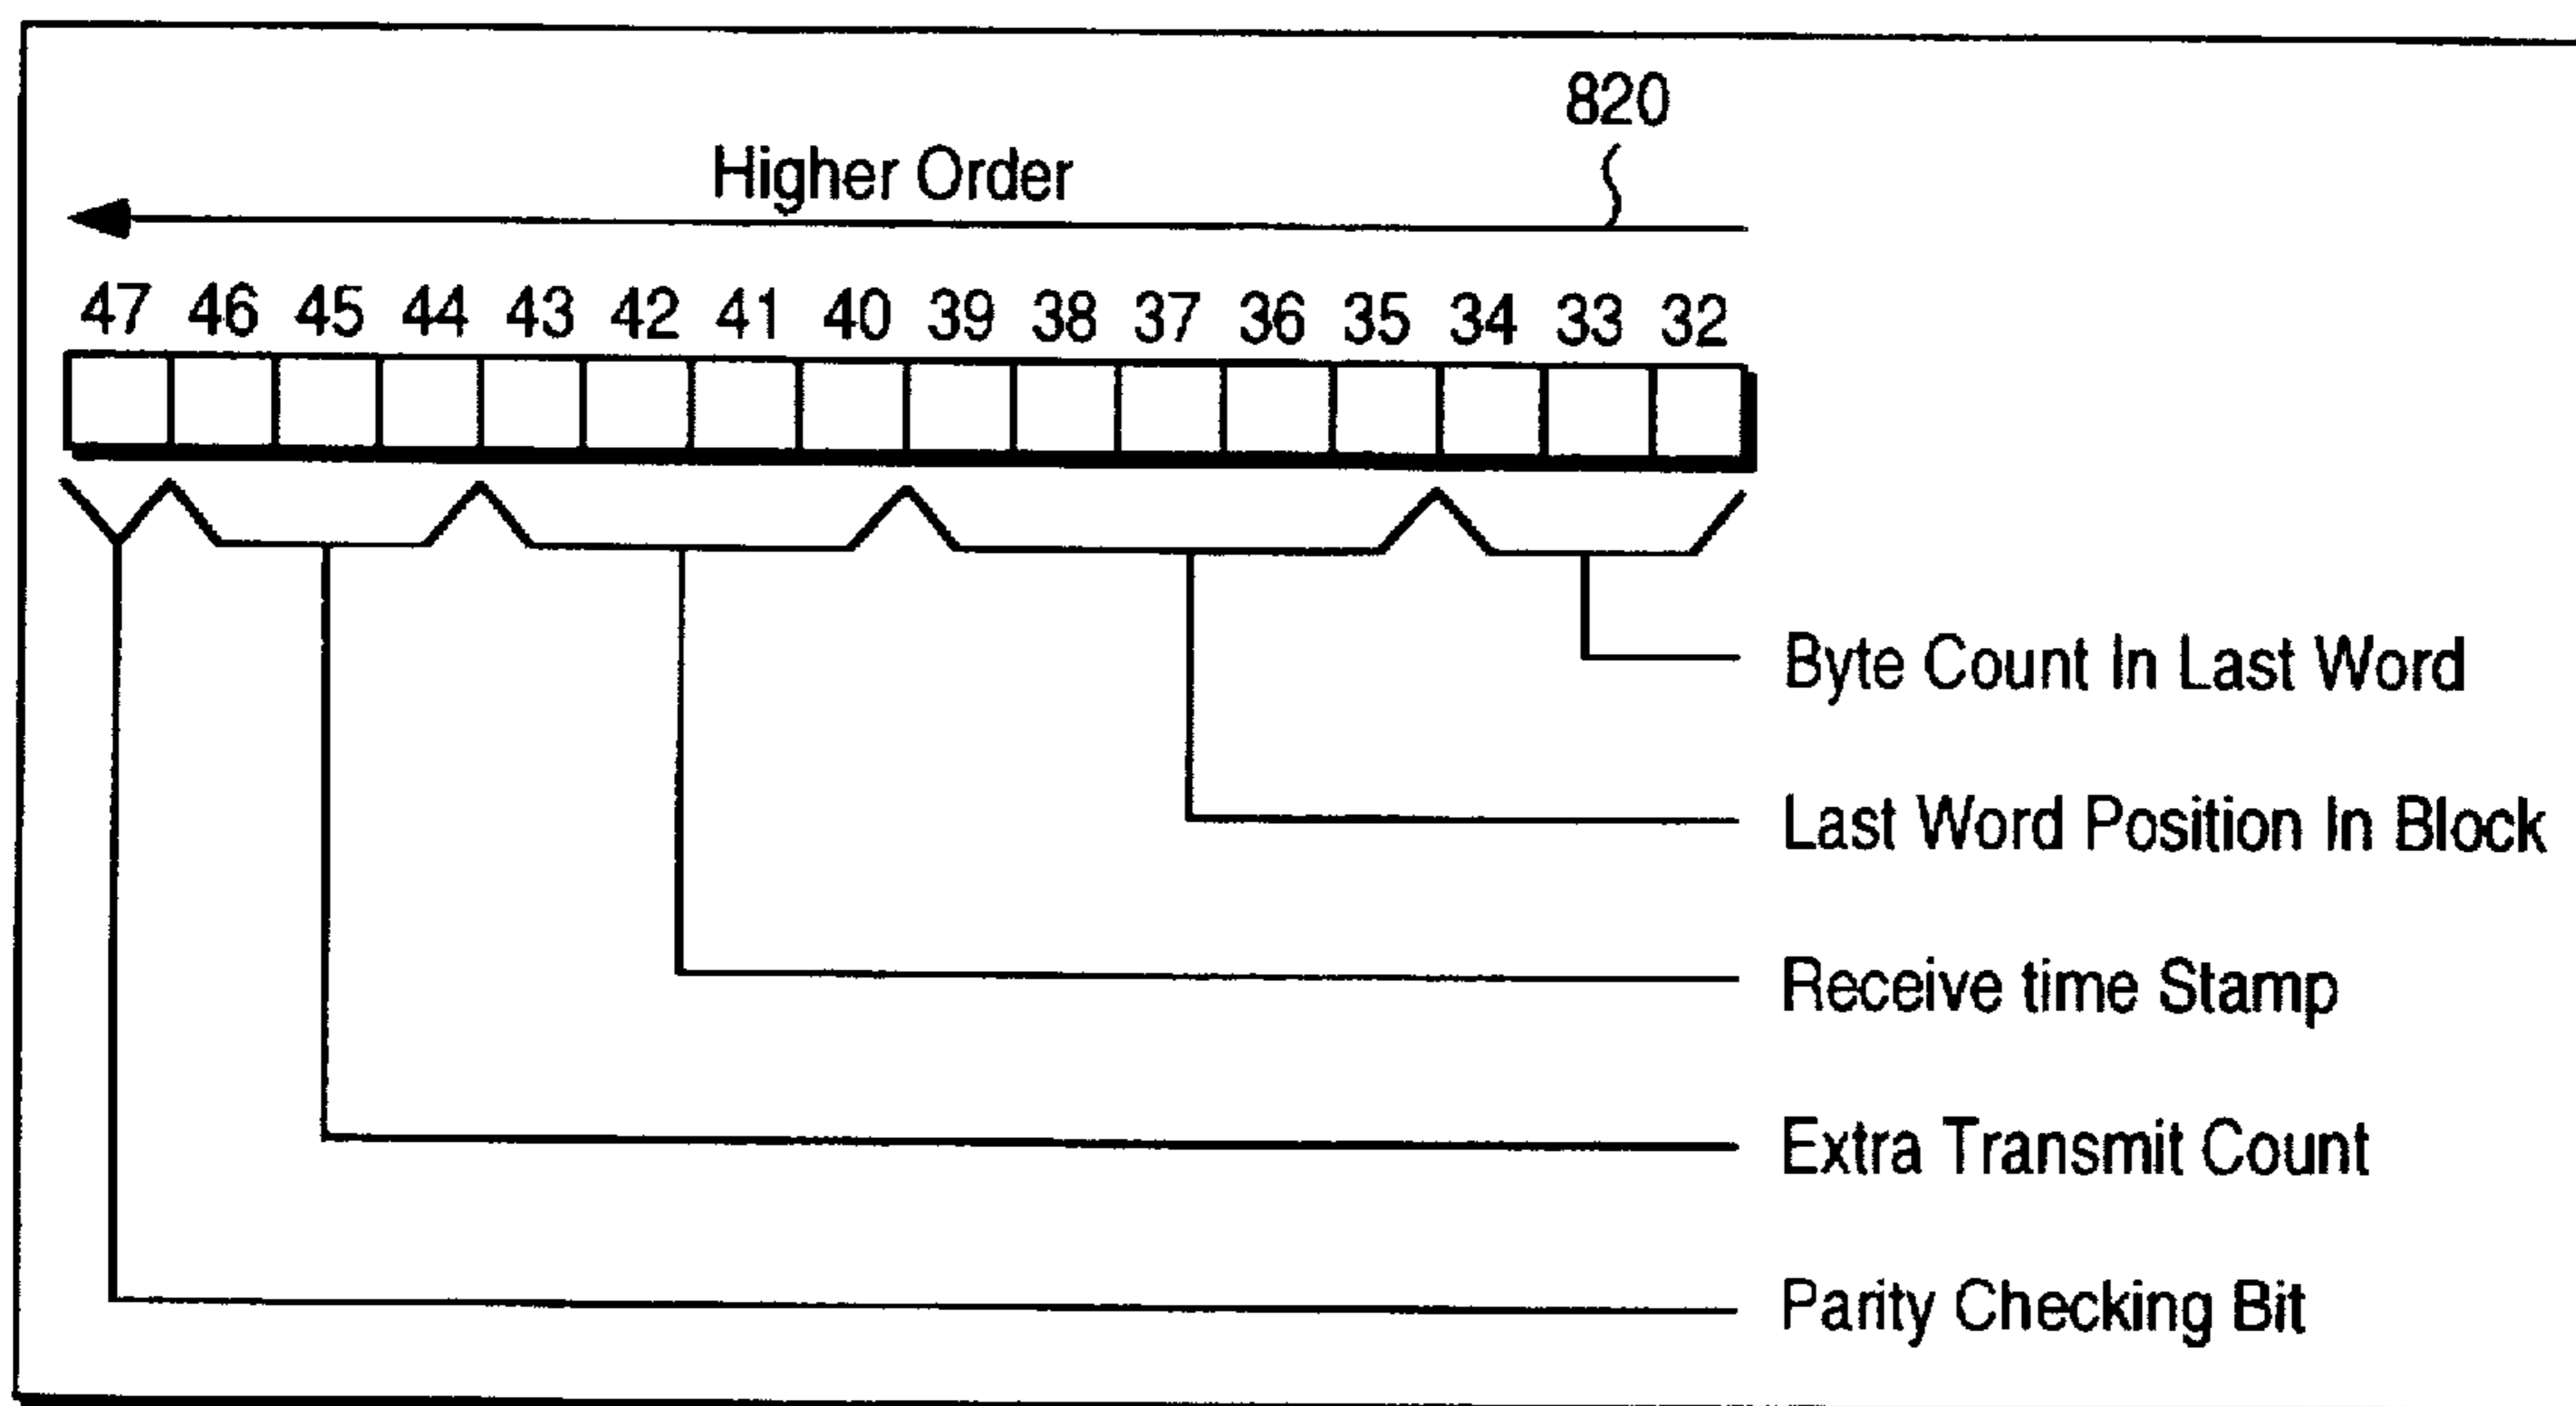 820
Higher Order
47 46 45 44 43 42 41 40 39 38 37 36 35 34 33 32
Byte Count In Last Word
Last Word Position In Block
Receive time Stamp
Extra Transmit Count
Parity Checking Bit